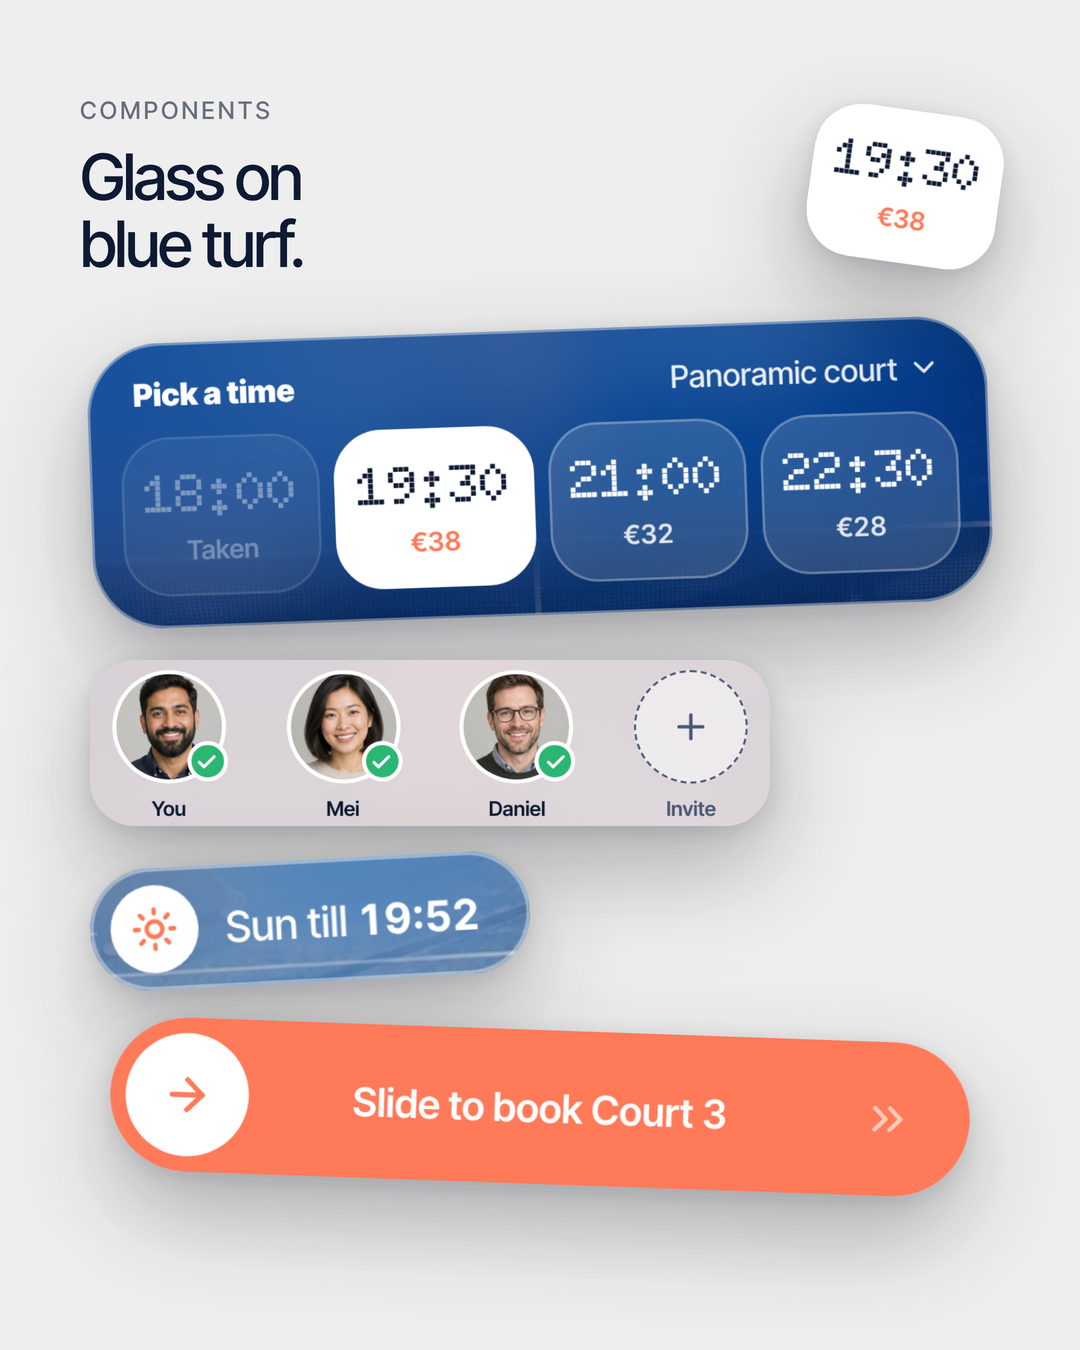 COMPONENTS
Glass on
blue turf.
19:30
€38
Pick a time
Panoramic court
18:00
Taken
19:30
€38
21:00
€32
22:30
€28
You
Mei
Daniel
Invite
Sun till 19:52
Slide to book Court 3